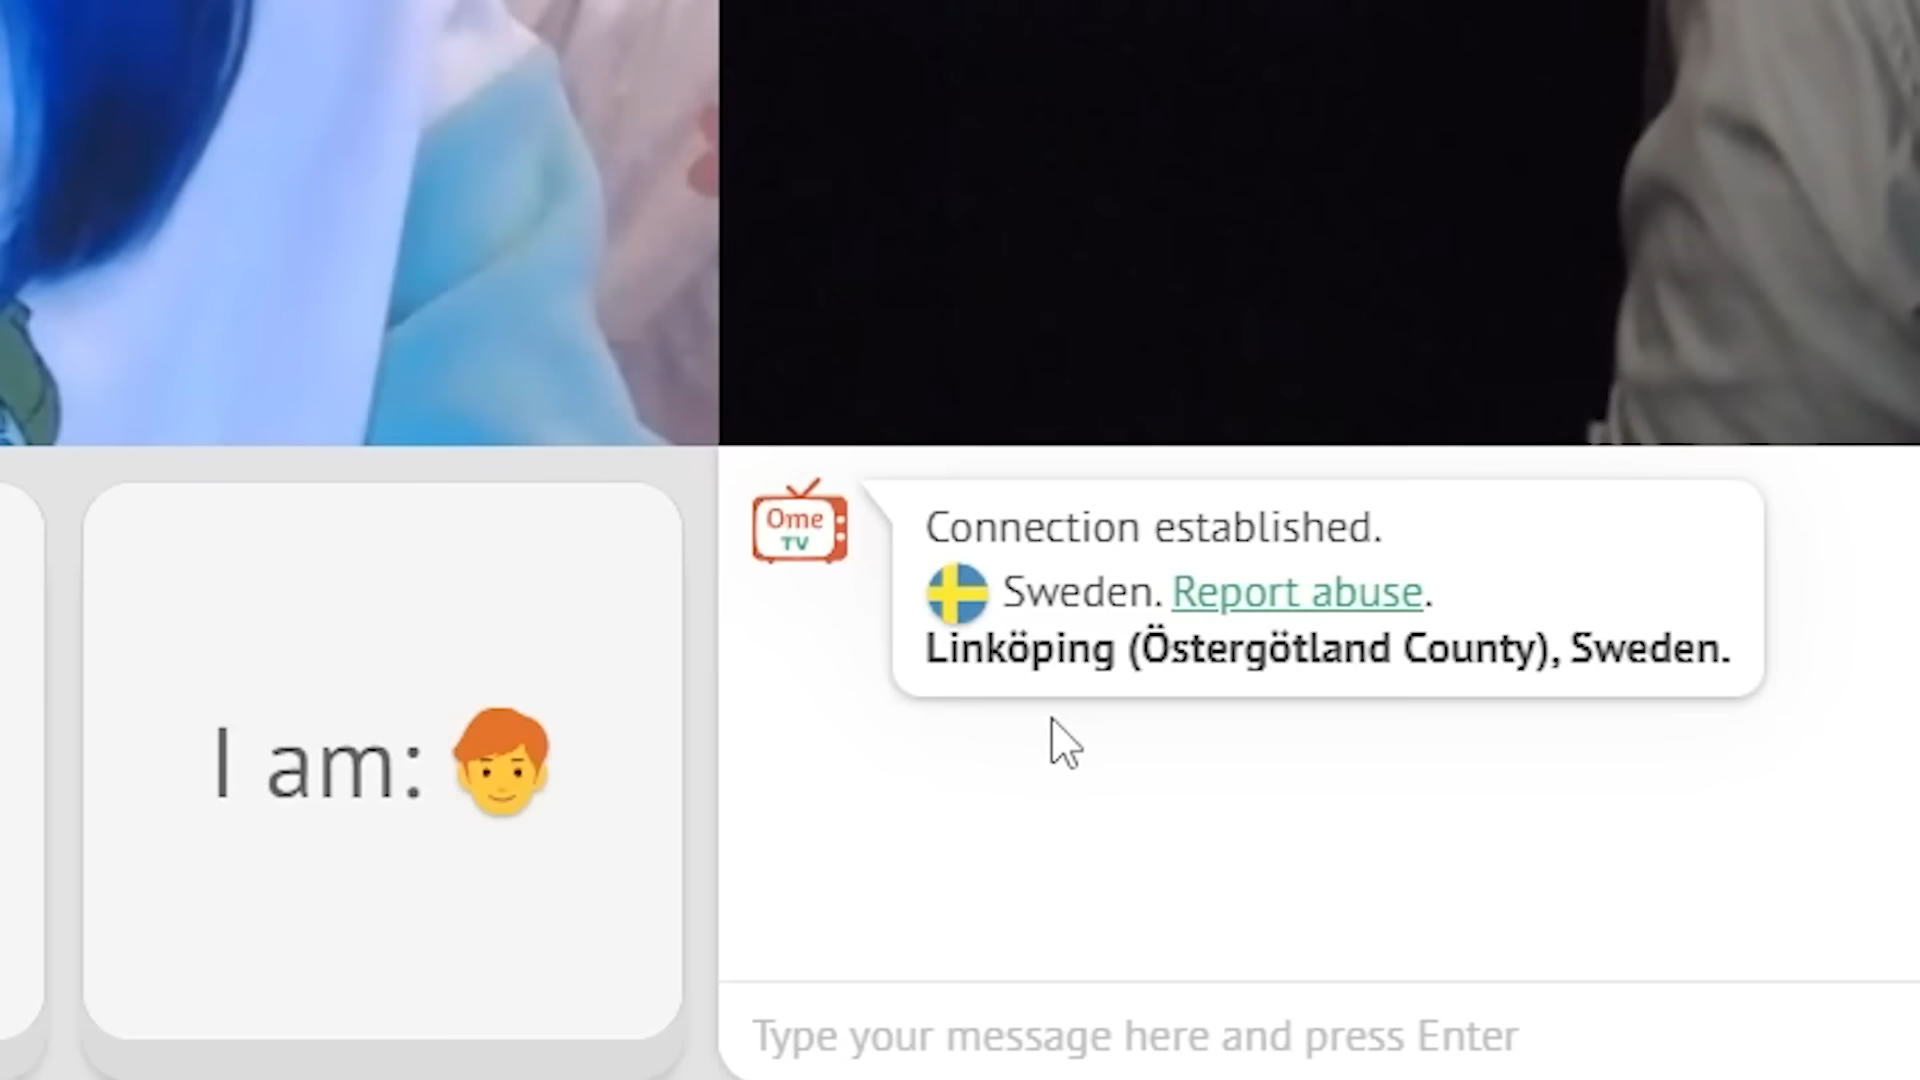 Ome
TV
Connection established.
Sweden. Report abuse.
Linköping (Östergötland County), Sweden.
I am:
Type your message here and press Enter